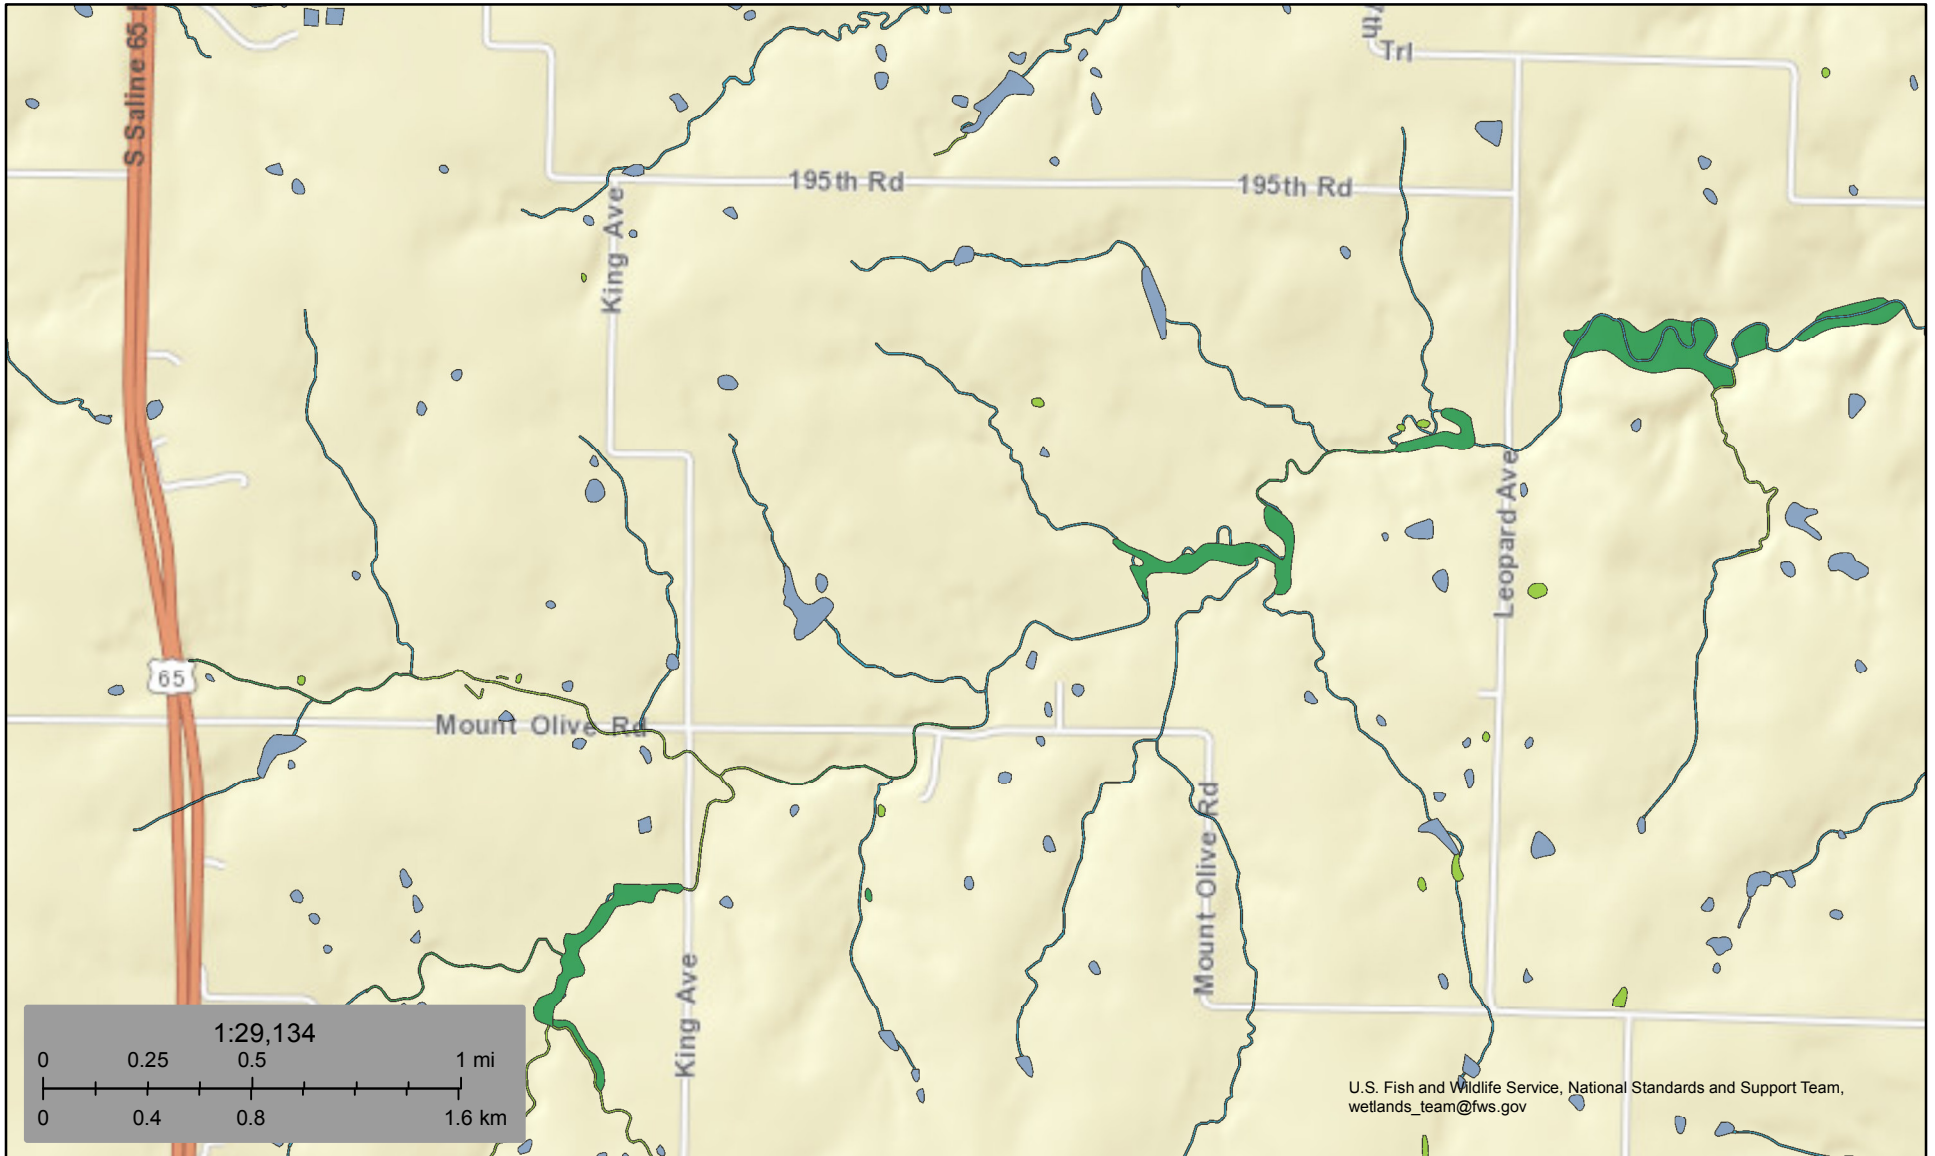 S Saline 65
7th
Trl
195th Rd
195th Rd
King Ave
Leopard Ave
65
Mount Olive Rd
Mount Olive Rd
King Ave
1:29,134
0 0.25 0.5 1 mi
0 0.4 0.8 1.6 km
U.S. Fish and Wildlife Service, National Standards and Support Team,
wetlands_team@fws.gov